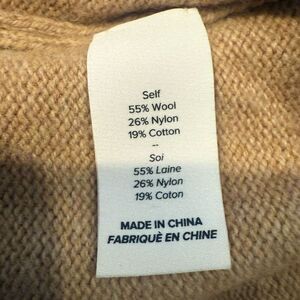 Self
55% Wool
26% Nylon
19% Cotton
--
Soi
55% Laine
26% Nylon
19% Coton
MADE IN CHINA
FABRIQUÈ EN CHINE